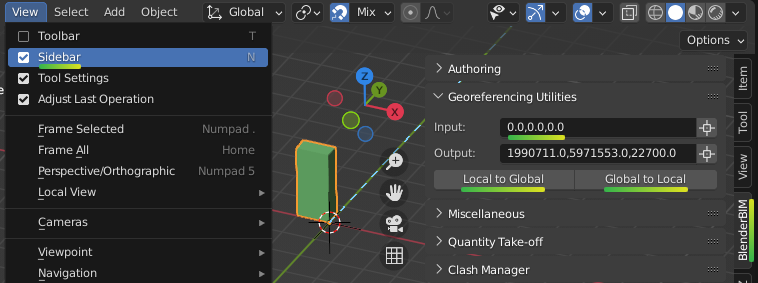 View Select Add Object Global Mix
Options
Toolbar T
Sidebar N
Tool Settings
Adjust Last Operation
Frame Selected Numpad .
Frame All Home
Perspective/Orthographic Numpad 5
Local View
Cameras
Viewpoint
Navigation
Z
Y
X
Authoring
Georeferencing Utilities
Input: 0.0,0.0,0.0
Output: 1990711.0,5971553.0,22700.0
Local to Global Global to Local
Miscellaneous
Quantity Take-off
Clash Manager
Item
Tool
View
BlenderBIM